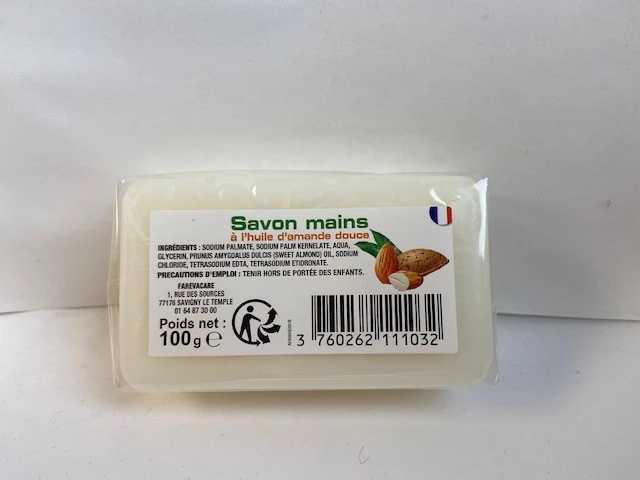 Savon mains
à l'huile d'amande douce
INGRÉDIENTS : SODIUM PALMATE, SODIUM PALM KERNELATE, AQUA,
GLYCERIN, PRUNUS AMYGDALUS DULCIS (SWEET ALMOND) OIL, SODIUM
CHLORIDE, TETRASODIUM EDTA, TETRASODIUM ETIDRONATE.
PRECAUTIONS D'EMPLOI : TENIR HORS DE PORTÉE DES ENFANTS.
FAREVACARE
1, RUE DES SOURCES
77176 SAVIGNY LE TEMPLE
01 64 87 30 00
Poids net :
100 g ℮
3 760262 111032